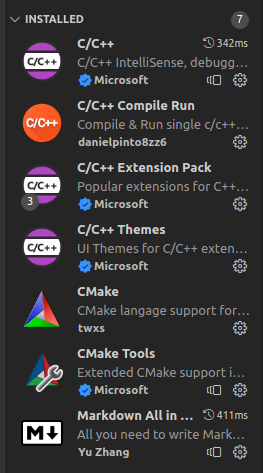 INSTALLED 7
C/C++ 342ms
C/C++ C/C++ IntelliSense, debugg...
Microsoft
C/C++ Compile Run
C/C++ Compile & Run single c/c++...
danielpinto8zz6
C/C++ Extension Pack
C/C++ Popular extensions for C++...
3 Microsoft
C/C++ Themes
C/C++ UI Themes for C/C++ exten...
Microsoft
CMake
CMake langage support for...
twxs
CMake Tools
Extended CMake support i...
Microsoft
Markdown All in ... 411ms
M All you need to write Mark...
Yu Zhang